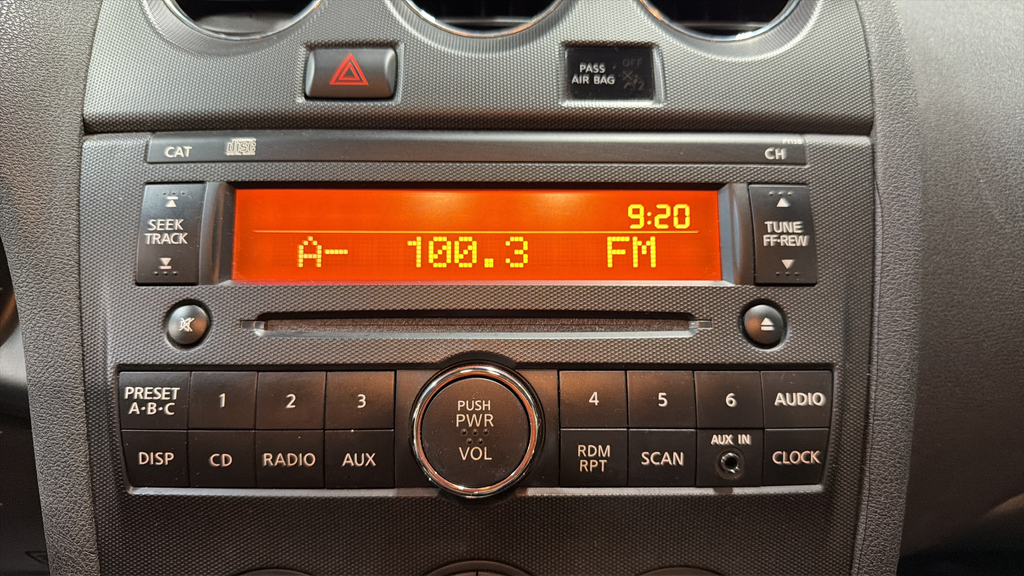 PASS
AIR BAG
OFF
CAT
disc
CH
SEEK
TRACK
9:20
A- 100.3 FM
TUNE
FF·REW
PRESET
A·B·C
1
2
3
PUSH
PWR
VOL
4
5
6
AUDIO
DISP
CD
RADIO
AUX
RDM
RPT
SCAN
AUX IN
CLOCK